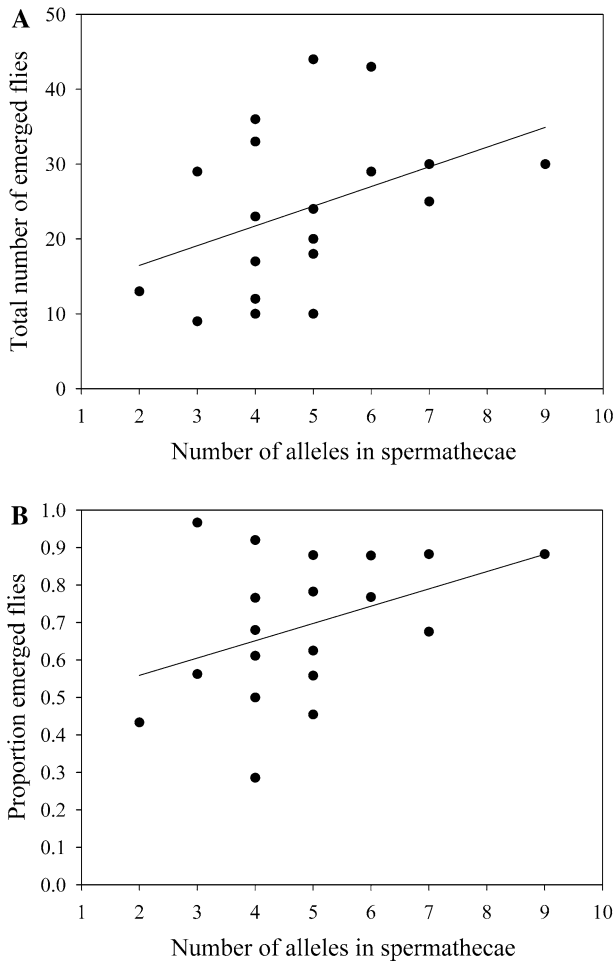 A
Total number of emerged flies
50
40
30
20
10
0
1 2 3 4 5 6 7 8 9 10
Number of alleles in spermathecae
B
Proportion emerged flies
1.0
0.9
0.8
0.7
0.6
0.5
0.4
0.3
0.2
0.1
0.0
1 2 3 4 5 6 7 8 9 10
Number of alleles in spermathecae